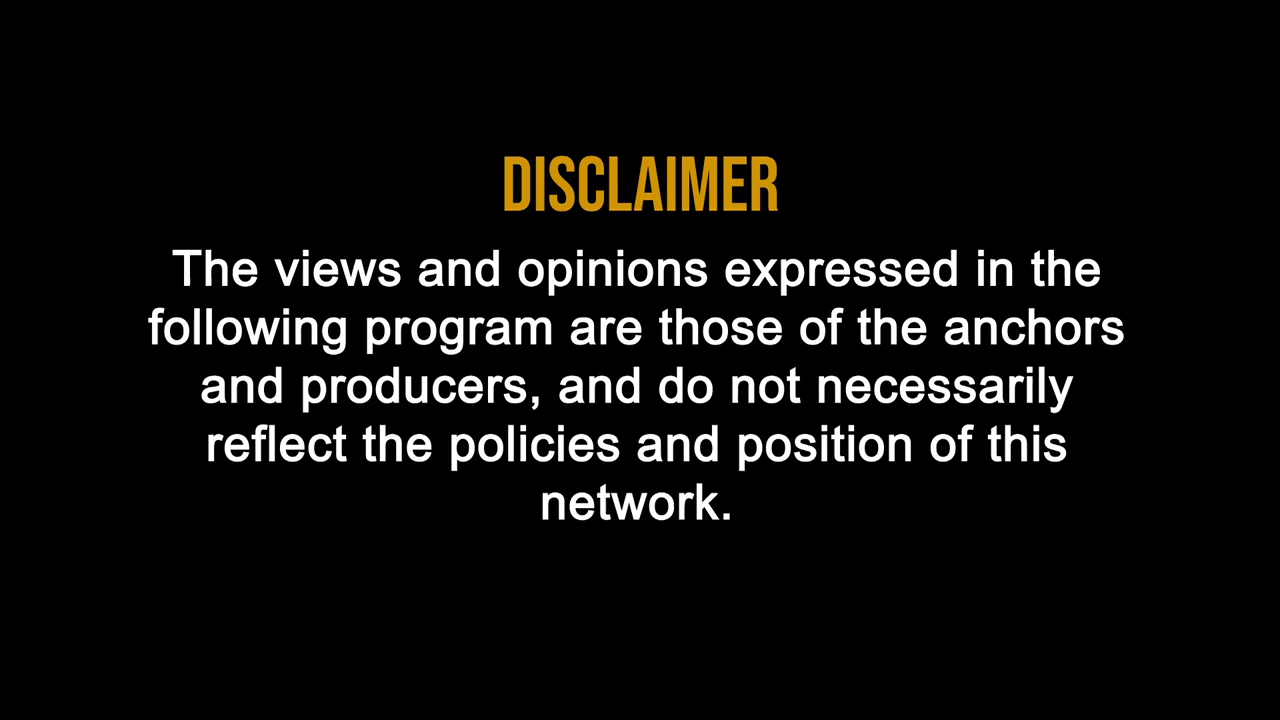 DISCLAIMER
The views and opinions expressed in the
following program are those of the anchors
and producers, and do not necessarily
reflect the policies and position of this
network.